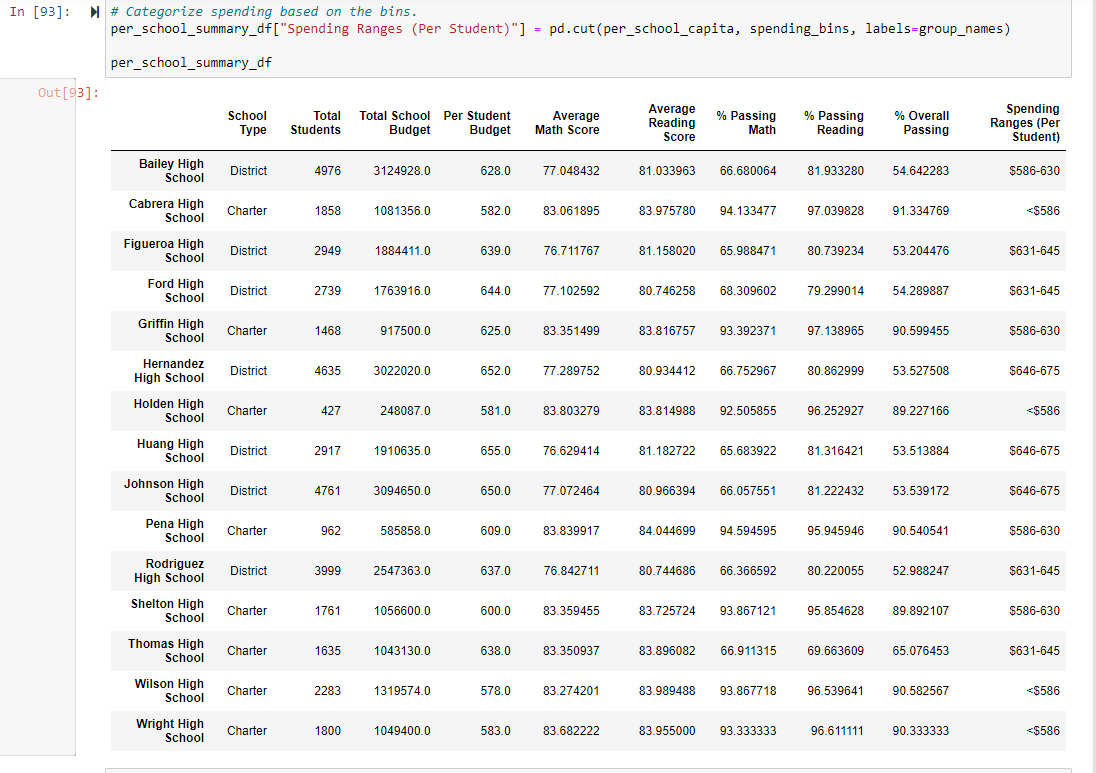 In [93]: # Categorize spending based on the bins.
per_school_summary_df["Spending Ranges (Per Student)"] = pd.cut(per_school_capita, spending_bins, labels=group_names)
per_school_summary_df
Out[93]:
School Type Total Students Total School Budget Per Student Budget Average Math Score Average Reading Score % Passing Math % Passing Reading % Overall Passing Spending Ranges (Per Student)
Bailey High School District 4976 3124928.0 628.0 77.048432 81.033963 66.680064 81.933280 54.642283 $586-630
Cabrera High School Charter 1858 1081356.0 582.0 83.061895 83.975780 94.133477 97.039828 91.334769 <$586
Figueroa High School District 2949 1884411.0 639.0 76.711767 81.158020 65.988471 80.739234 53.204476 $631-645
Ford High School District 2739 1763916.0 644.0 77.102592 80.746258 68.309602 79.299014 54.289887 $631-645
Griffin High School Charter 1468 917500.0 625.0 83.351499 83.816757 93.392371 97.138965 90.599455 $586-630
Hernandez High School District 4635 3022020.0 652.0 77.289752 80.934412 66.752967 80.862999 53.527508 $646-675
Holden High School Charter 427 248087.0 581.0 83.803279 83.814988 92.505855 96.252927 89.227166 <$586
Huang High School District 2917 1910635.0 655.0 76.629414 81.182722 65.683922 81.316421 53.513884 $646-675
Johnson High School District 4761 3094650.0 650.0 77.072464 80.966394 66.057551 81.222432 53.539172 $646-675
Pena High School Charter 962 585858.0 609.0 83.839917 84.044699 94.594595 95.945946 90.540541 $586-630
Rodriguez High School District 3999 2547363.0 637.0 76.842711 80.744686 66.366592 80.220055 52.988247 $631-645
Shelton High School Charter 1761 1056600.0 600.0 83.359455 83.725724 93.867121 95.854628 89.892107 $586-630
Thomas High School Charter 1635 1043130.0 638.0 83.350937 83.896082 66.911315 69.663609 65.076453 $631-645
Wilson High School Charter 2283 1319574.0 578.0 83.274201 83.989488 93.867718 96.539641 90.582567 <$586
Wright High School Charter 1800 1049400.0 583.0 83.682222 83.955000 93.333333 96.611111 90.333333 <$586